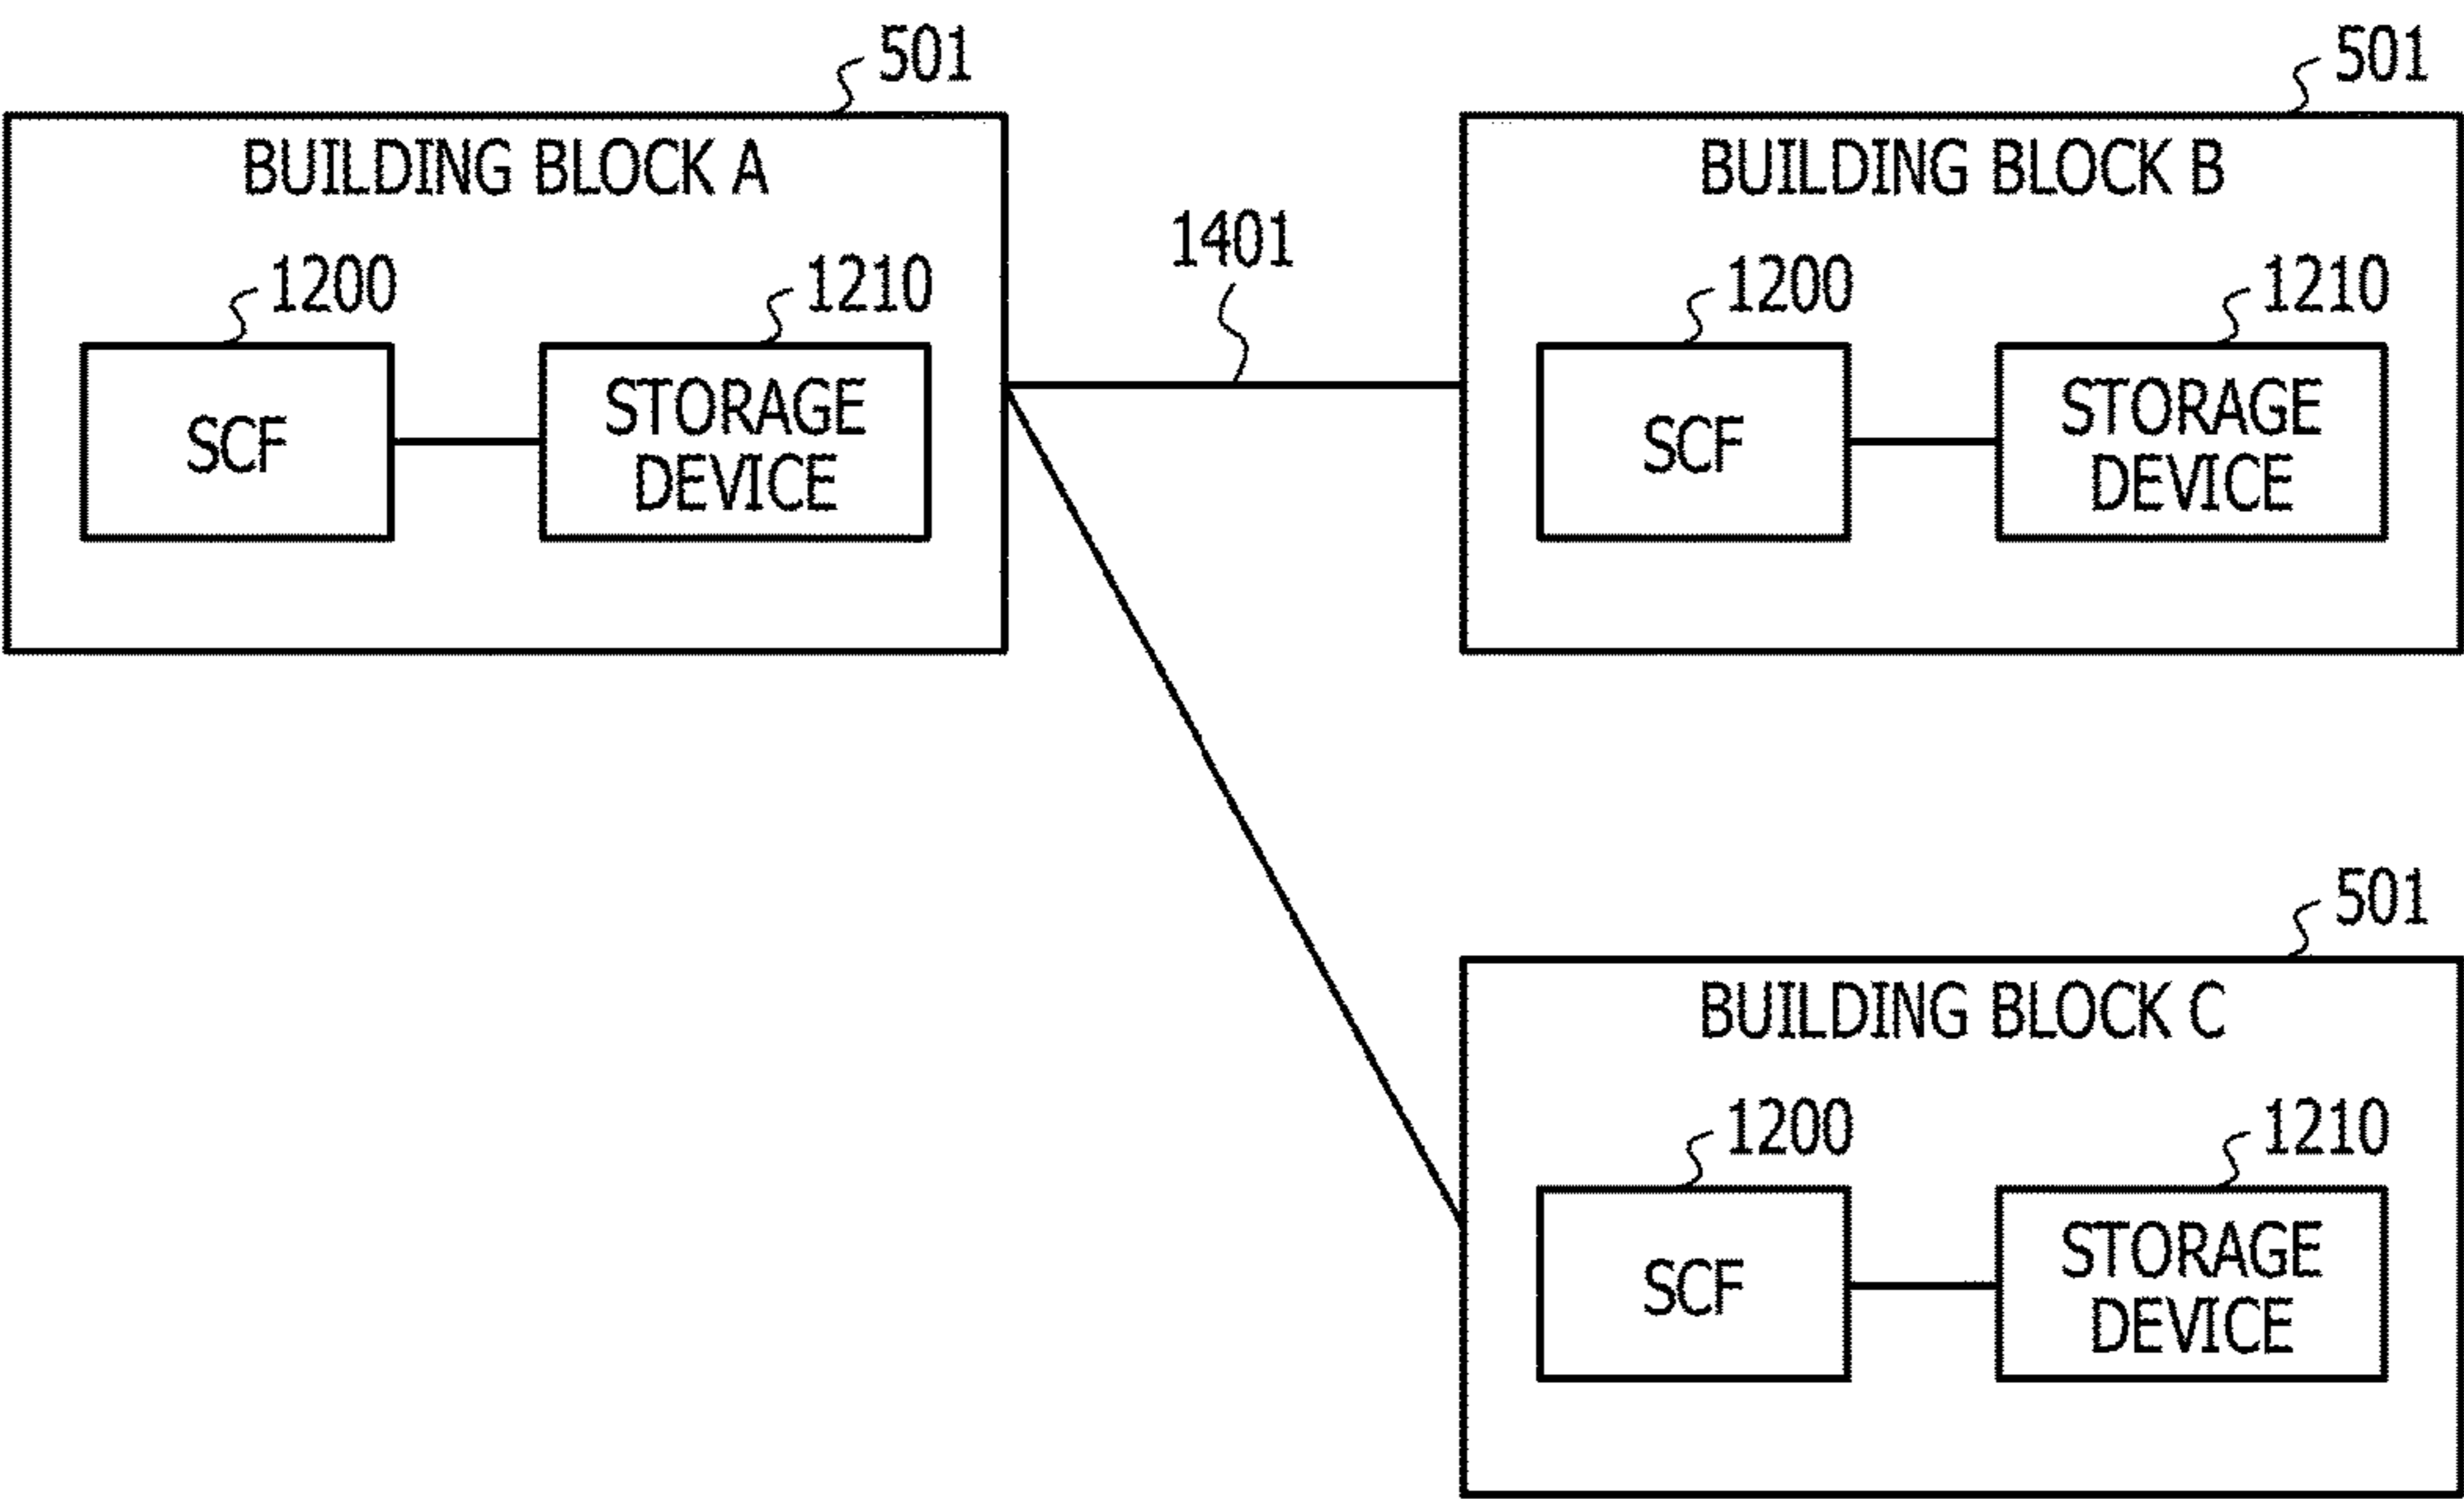 501
BUILDING BLOCK A
1200
1210
SCF
STORAGE
DEVICE
1401
501
BUILDING BLOCK B
1200
1210
SCF
STORAGE
DEVICE
501
BUILDING BLOCK C
1200
1210
SCF
STORAGE
DEVICE